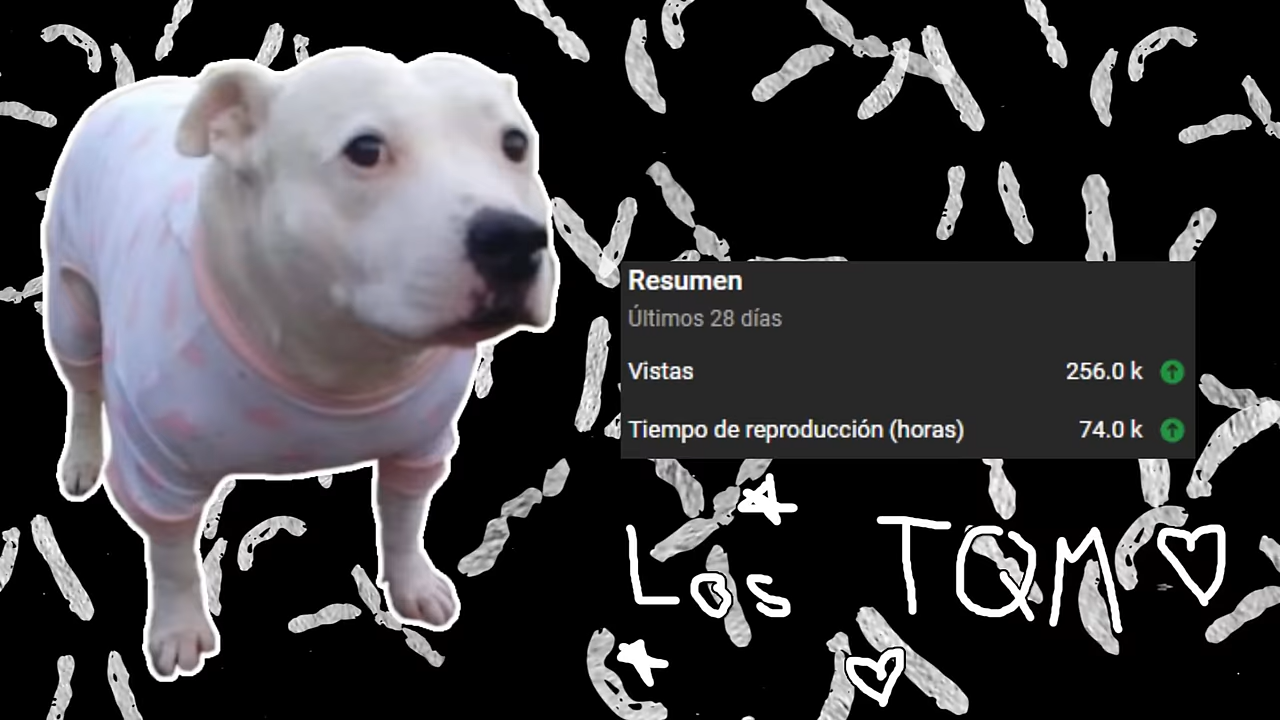 Resumen
Últimos 28 días
Vistas 256.0 k
Tiempo de reproducción (horas) 74.0 k
Los TQM